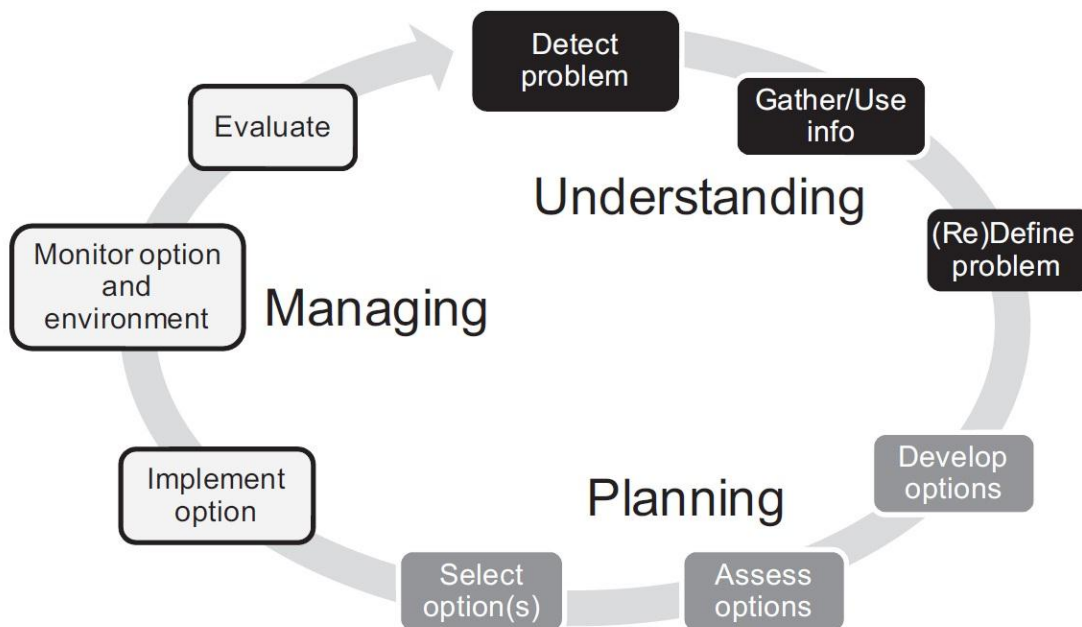 Detect
problem
Gather/Use
info
Understanding
(Re)Define
problem
Develop
options
Planning
Assess
options
Select
option(s)
Implement
option
Managing
Monitor option
and
environment
Evaluate